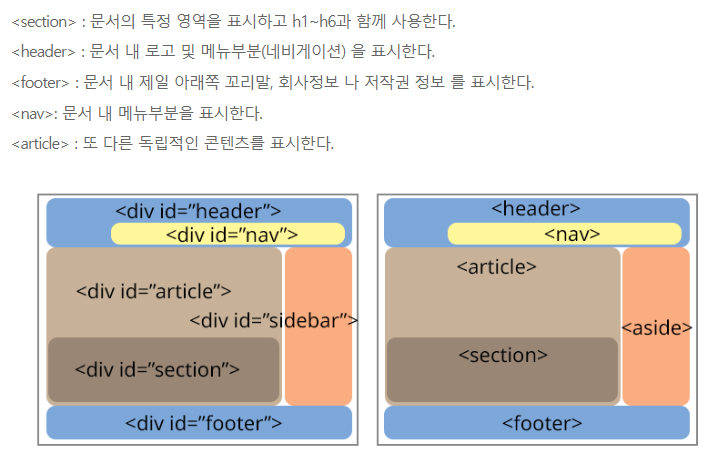 <section> : 문서의 특정 영역을 표시하고 h1~h6과 함께 사용한다.
<header> : 문서 내 로고 및 메뉴부분(네비게이션) 을 표시한다.
<footer> : 문서 내 제일 아래쪽 꼬리말, 회사정보 나 저작권 정보 를 표시한다.
<nav>: 문서 내 메뉴부분을 표시한다.
<article> : 또 다른 독립적인 콘텐츠를 표시한다.
<div id=”header”>
<div id=”nav”>
<div id=”article”>
<div id=”sidebar”>
<div id=”section”>
<div id=”footer”>
<header>
<nav>
<article>
<aside>
<section>
<footer>